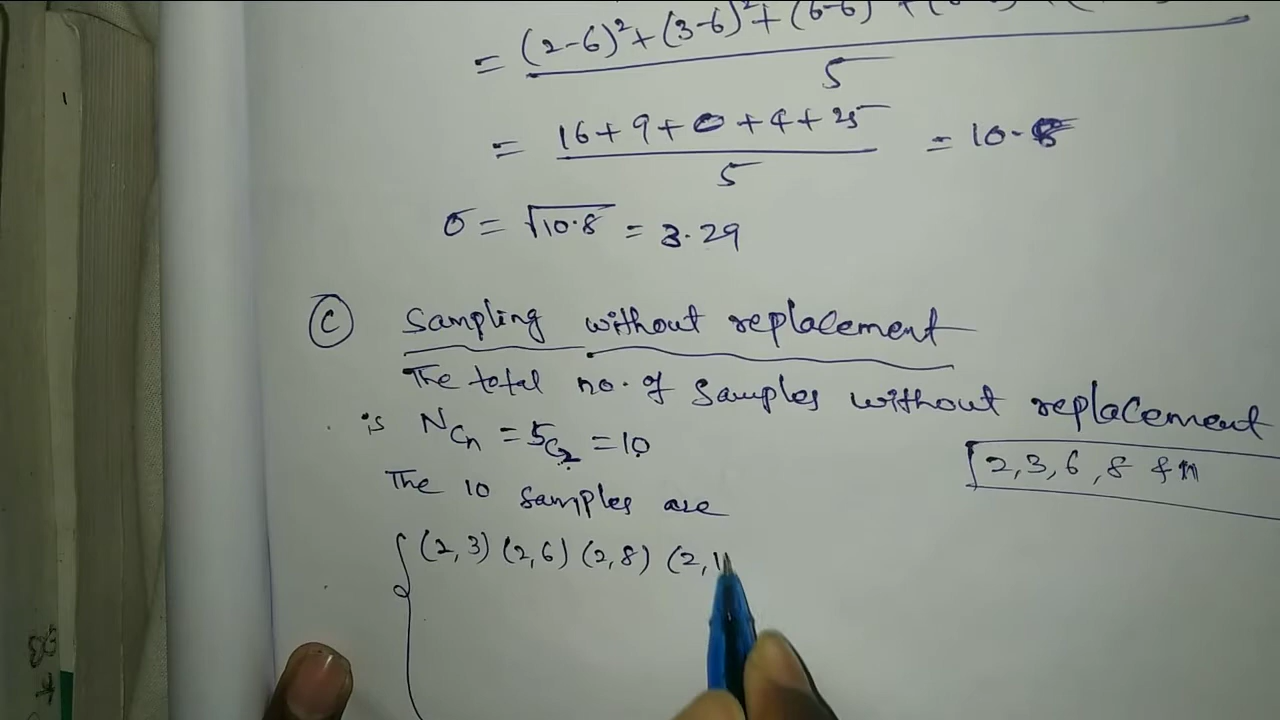 = (2-6)²+(3-6)²+(6-6)
5
= 16+9+0+4+25 = 10.8
5
σ = √10.8 = 3.29
(c) Sampling without replacement
The total no. of Samples without replacement
is NCn = 5C2 = 10
2,3,6,8 & 11
The 10 samples are
{(2,3) (2,6) (2,8) (2,1